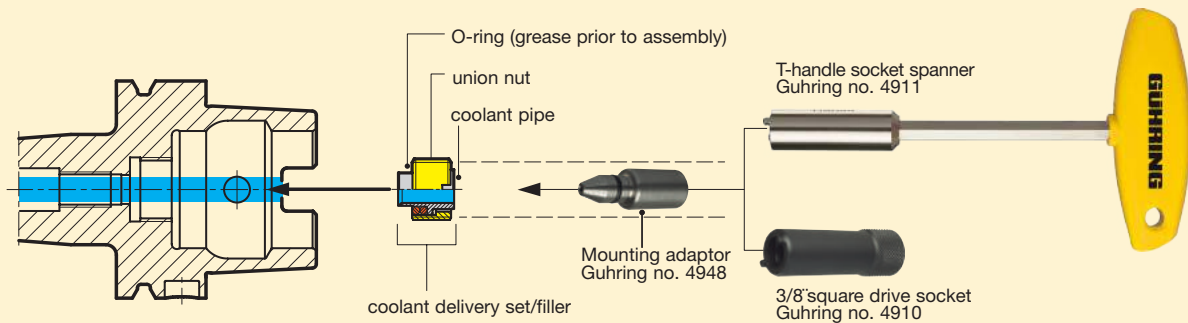 O-ring (grease prior to assembly)
union nut
coolant pipe
coolant delivery set/filler
Mounting adaptor
Guhring no. 4948
T-handle socket spanner
Guhring no. 4911
3/8¨square drive socket
Guhring no. 4910
GUHRING